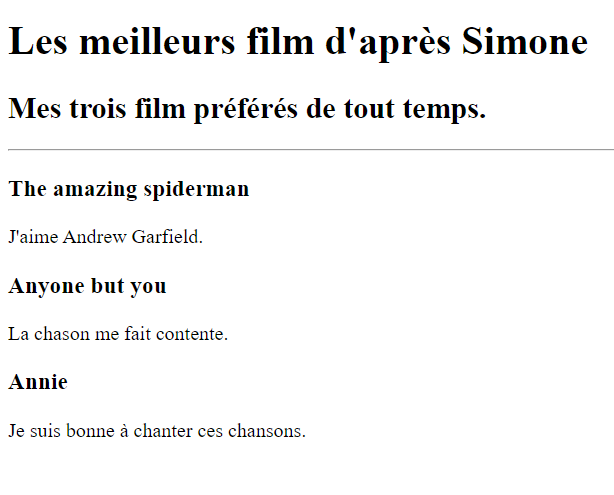 Les meilleurs film d'après Simone
Mes trois film préférés de tout temps.
The amazing spiderman
J'aime Andrew Garfield.
Anyone but you
La chason me fait contente.
Annie
Je suis bonne à chanter ces chansons.